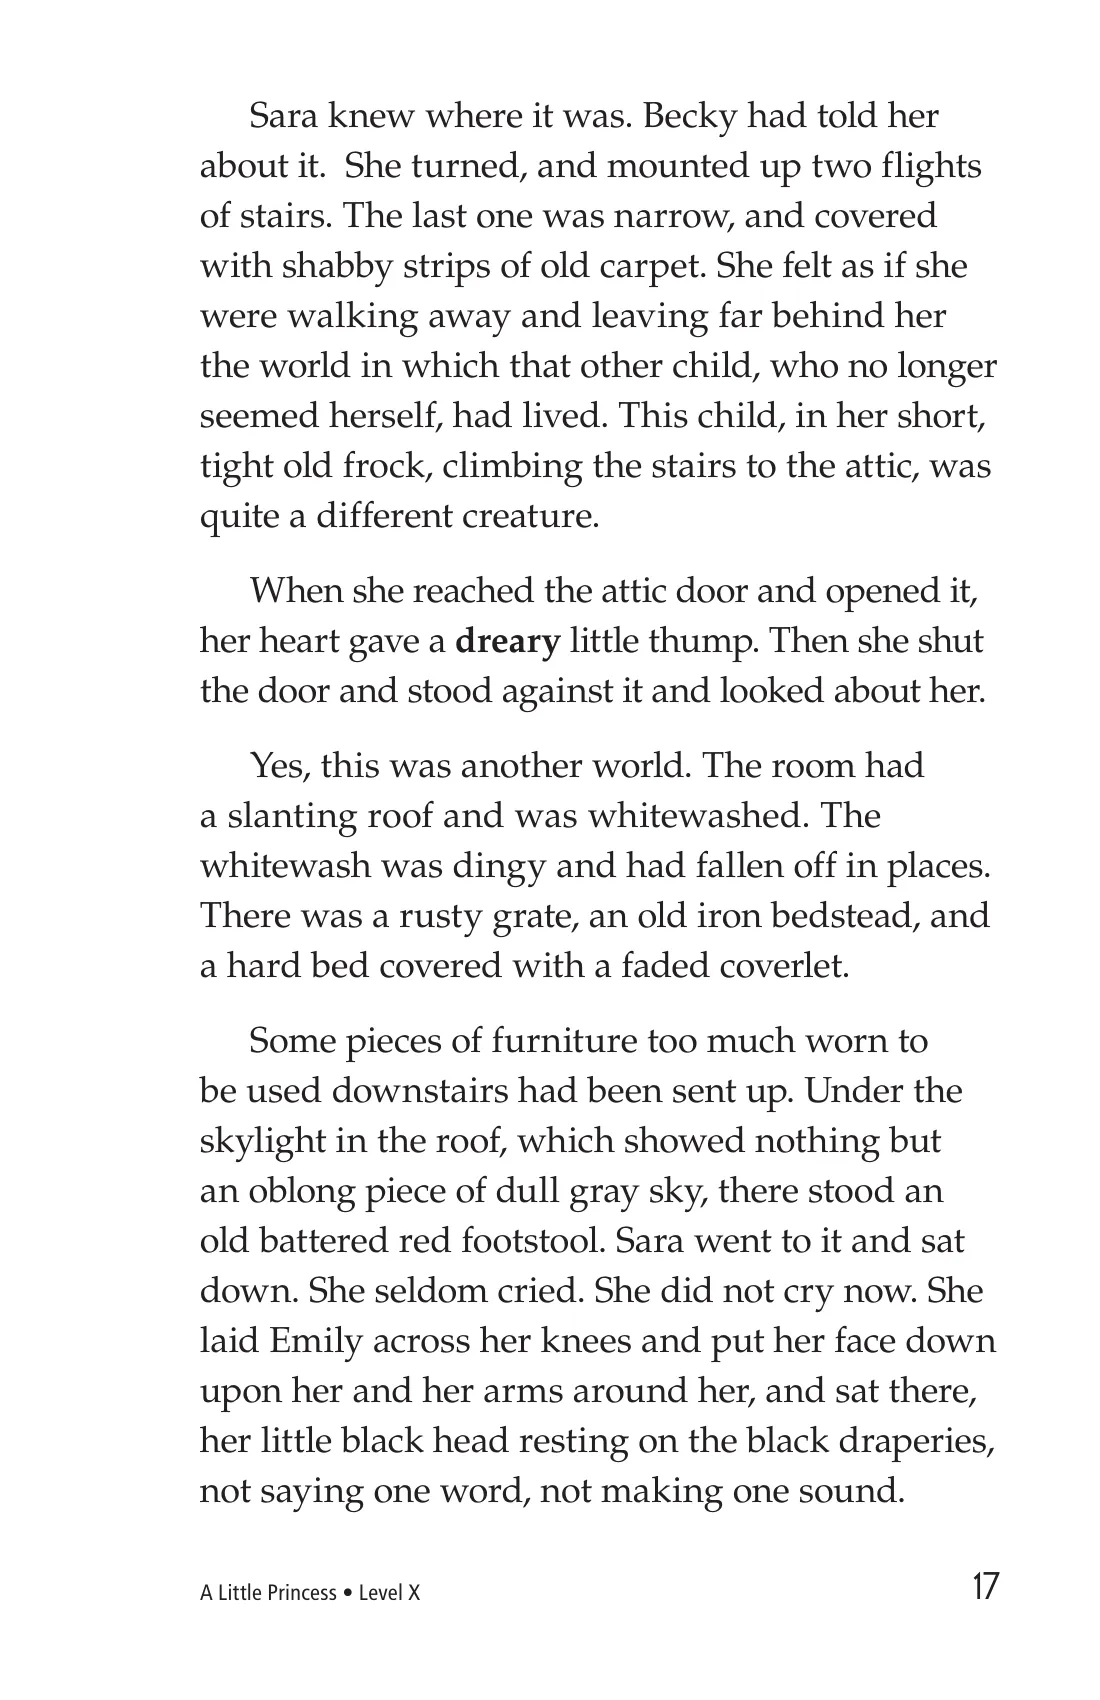 Sara knew where it was. Becky had told her
about it.  She turned, and mounted up two flights
of stairs. The last one was narrow, and covered
with shabby strips of old carpet. She felt as if she
were walking away and leaving far behind her
the world in which that other child, who no longer
seemed herself, had lived. This child, in her short,
tight old frock, climbing the stairs to the attic, was
quite a different creature.
When she reached the attic door and opened it,
her heart gave a dreary little thump. Then she shut
the door and stood against it and looked about her.
Yes, this was another world. The room had
a slanting roof and was whitewashed. The
whitewash was dingy and had fallen off in places.
There was a rusty grate, an old iron bedstead, and
a hard bed covered with a faded coverlet.
Some pieces of furniture too much worn to
be used downstairs had been sent up. Under the
skylight in the roof, which showed nothing but
an oblong piece of dull gray sky, there stood an
old battered red footstool. Sara went to it and sat
down. She seldom cried. She did not cry now. She
laid Emily across her knees and put her face down
upon her and her arms around her, and sat there,
her little black head resting on the black draperies,
not saying one word, not making one sound.
A Little Princess • Level X
17